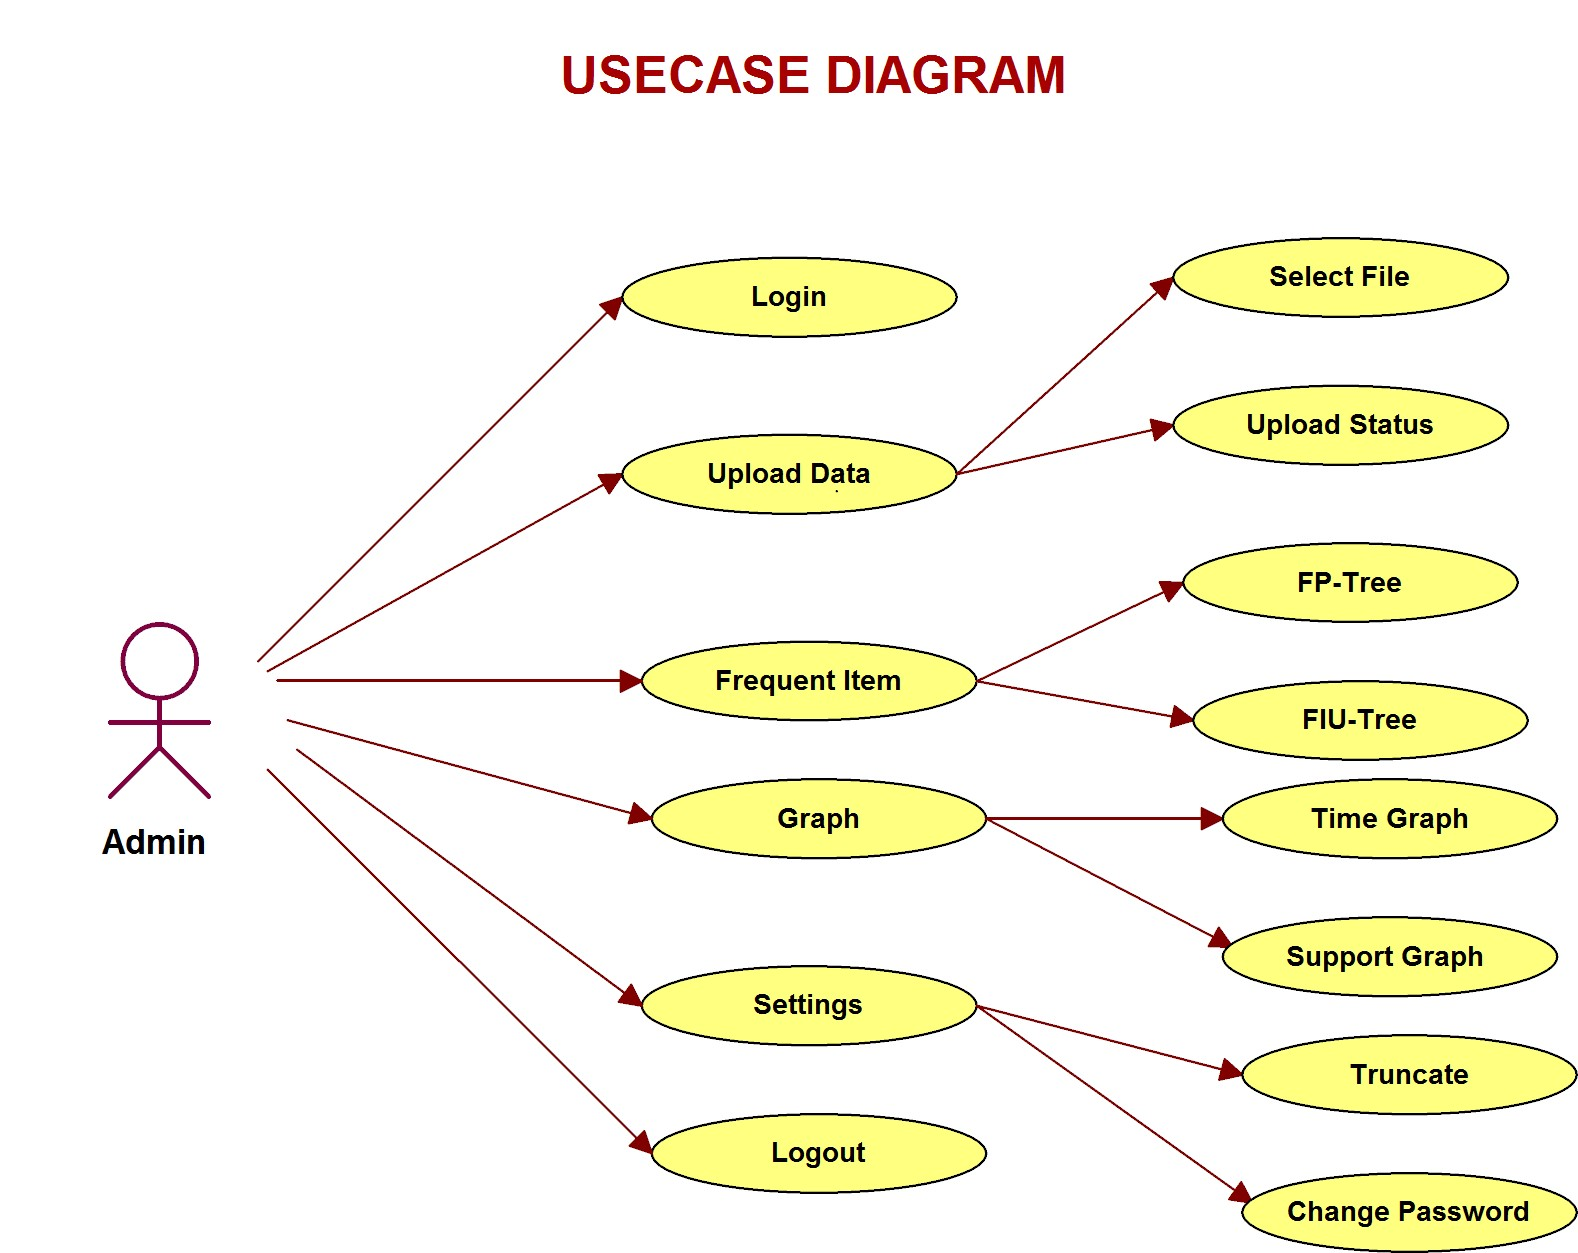 USECASE DIAGRAM
Login
Select File
Upload Data
Upload Status
Frequent Item
FP-Tree
FIU-Tree
Admin
Graph
Time Graph
Support Graph
Settings
Truncate
Logout
Change Password